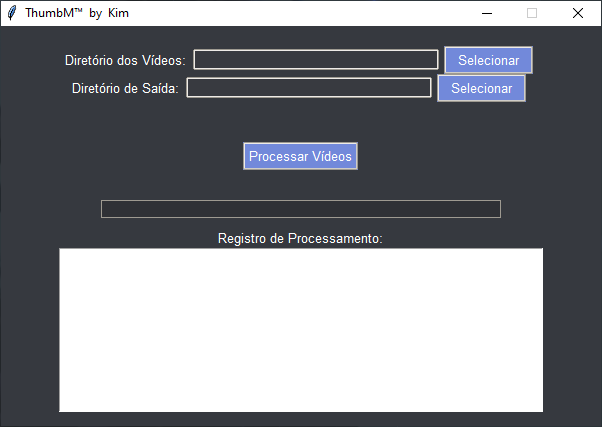 ThumbM™ by Kim
Diretório dos Vídeos: Selecionar
Diretório de Saída: Selecionar
Processar Vídeos
Registro de Processamento: